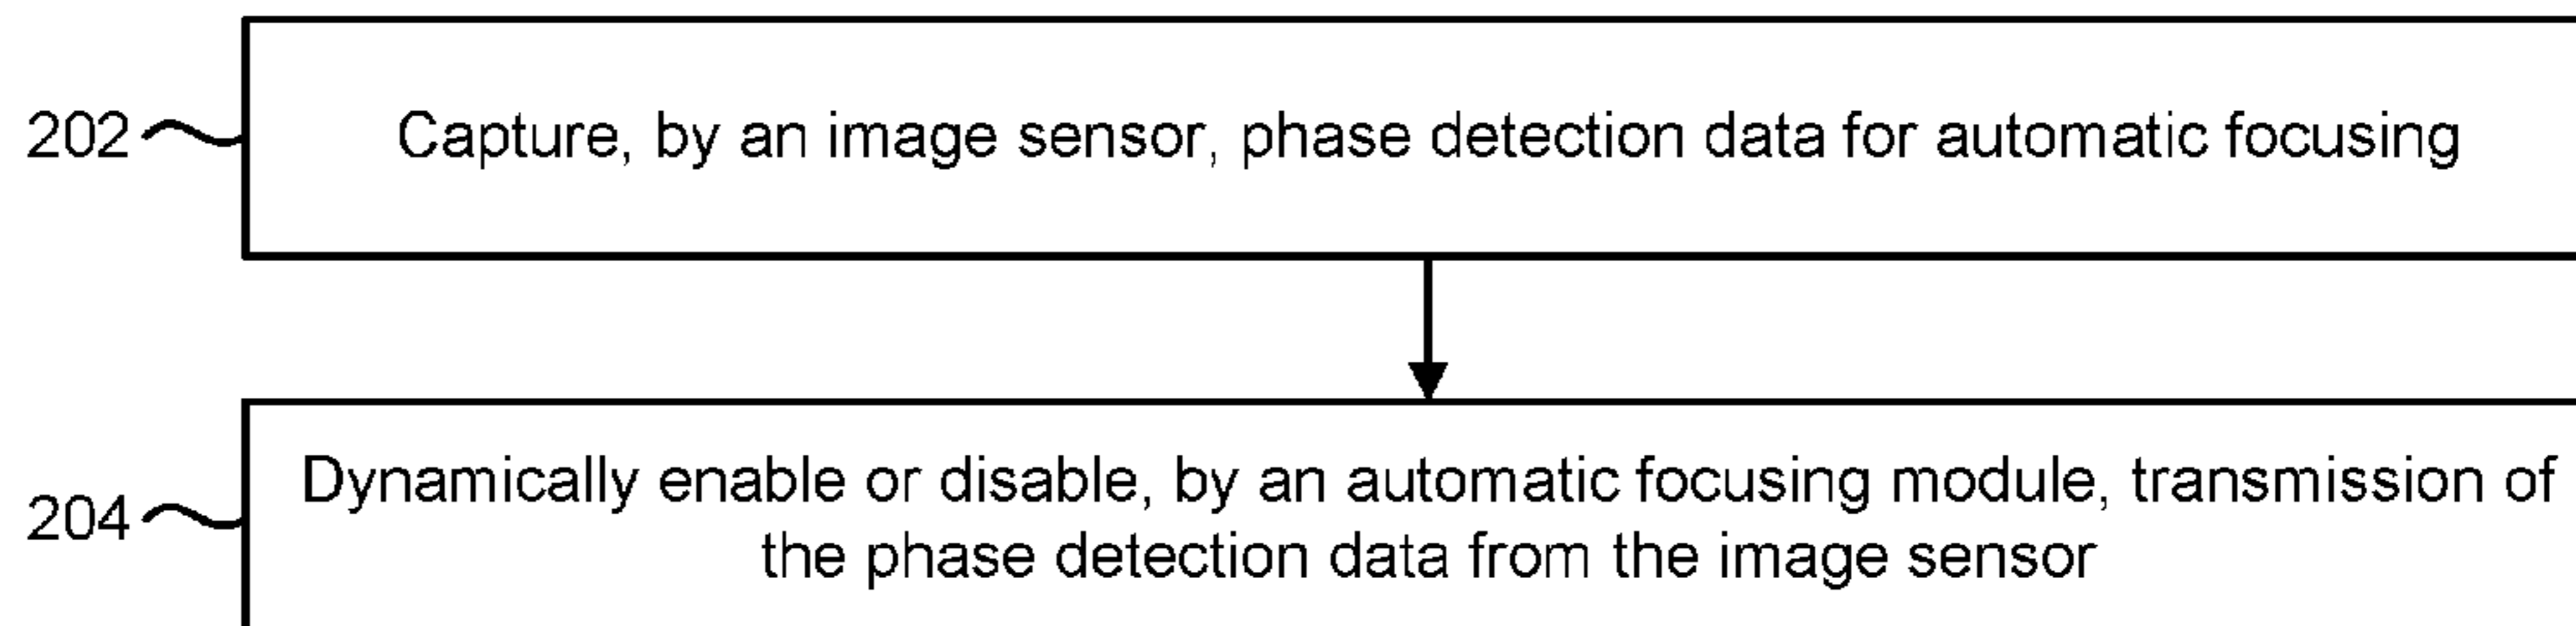 202
Capture, by an image sensor, phase detection data for automatic focusing
204
Dynamically enable or disable, by an automatic focusing module, transmission of
the phase detection data from the image sensor